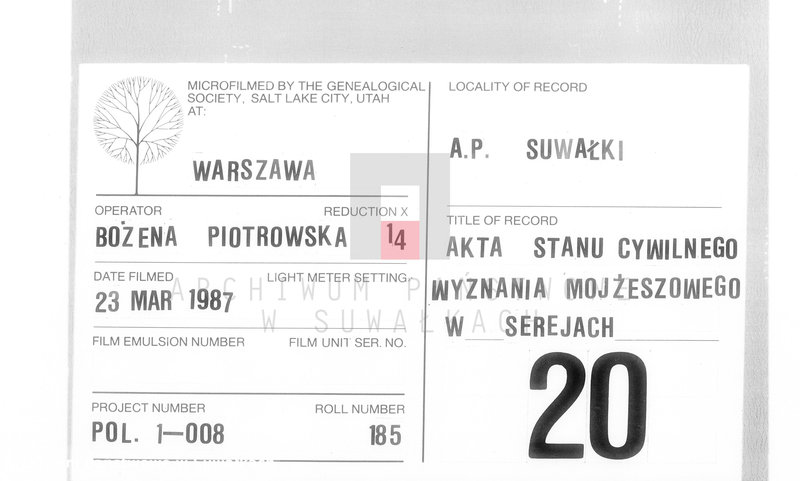 MICROFILMED BY THE GENEALOGICAL
SOCIETY, SALT LAKE CITY, UTAH
AT:
WARSZAWA
OPERATOR REDUCTION X
BOŻENA PIOTROWSKA 14
DATE FILMED LIGHT METER SETTING.
23 MAR 1987
FILM EMULSION NUMBER FILM UNIT SER. NO.
PROJECT NUMBER ROLL NUMBER
POL. 1—008 185
LOCALITY OF RECORD
A.P. SUWAŁKI
TITLE OF RECORD
AKTA STANU CYWILNEGO
WYZNANIA MOJŻESZOWEGO
W SEREJACH
20
ARCHIWUM PAŃSTWOWE
W SUWAŁKACH